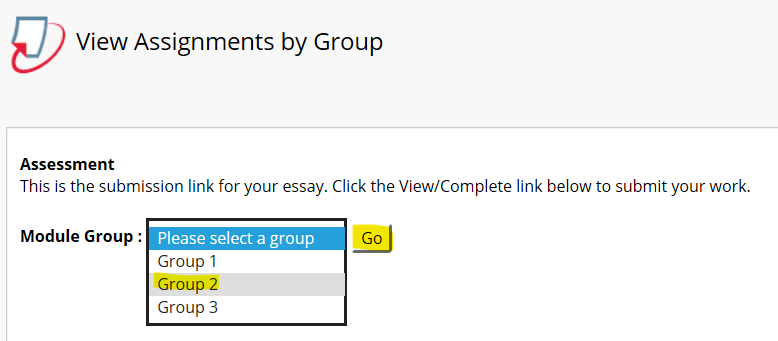 View Assignments by Group
Assessment
This is the submission link for your essay. Click the View/Complete link below to submit your work.
Module Group : Please select a group Go
Group 1
Group 2
Group 3